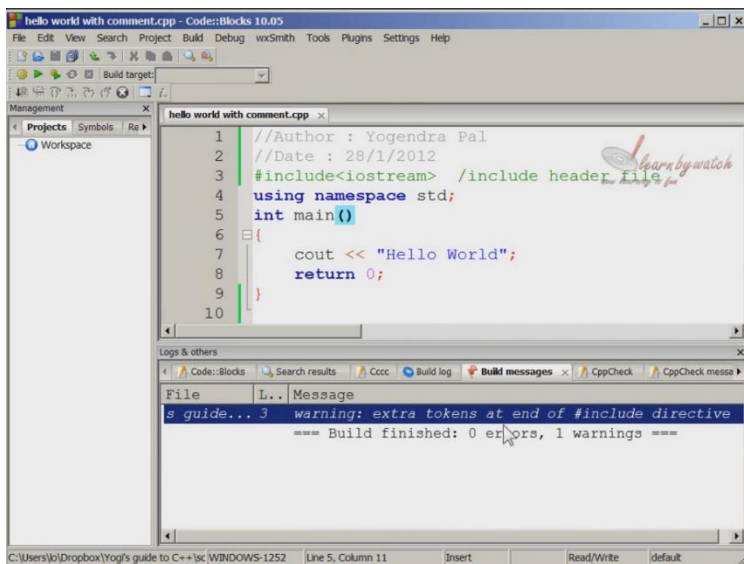 hello world with comment.cpp - Code::Blocks 10.05
File Edit View Search Project Build Debug wxSmith Tools Plugins Settings Help
Build target:
Management
hello world with comment.cpp
Projects Symbols Re
Workspace
1 //Author : Yogendra Pal
2 //Date : 28/1/2012
3 #include<iostream> /include header file
4 using namespace std;
5 int main()
6 {
7 cout << "Hello World";
8 return 0;
9 }
10
learn by watch
now learning is fun
Logs & others
Code::Blocks Search results Cccc Build log Build messages CppCheck CppCheck messa
File L.. Message
s guide... 3 warning: extra tokens at end of #include directive
=== Build finished: 0 errors, 1 warnings ===
C:\Users\lo\Dropbox\Yogi's guide to C++\sc WINDOWS-1252 Line 5, Column 11 Insert Read/Write default